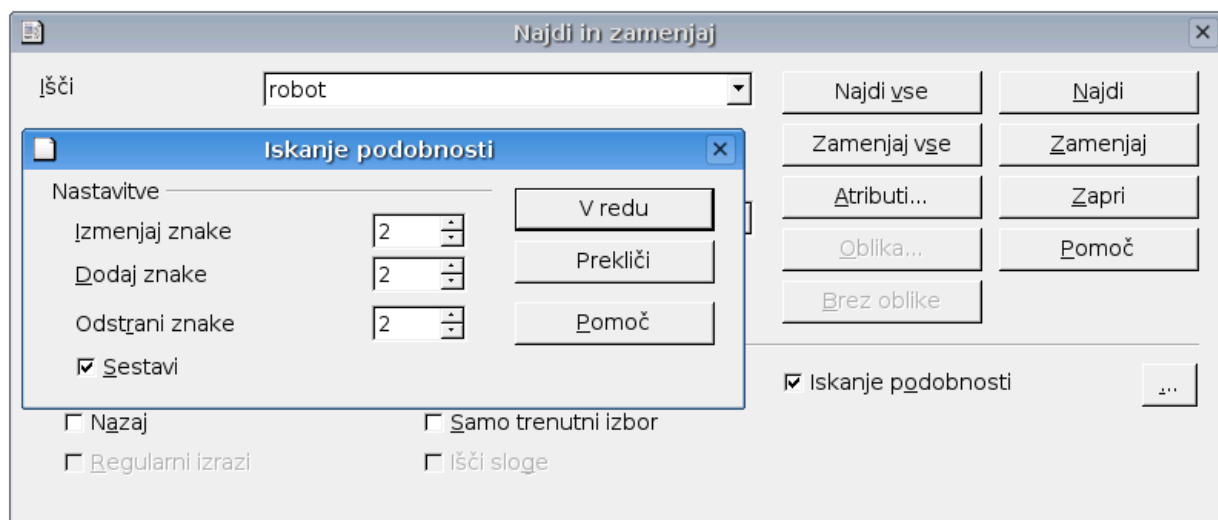 Najdi in zamenjaj
Išči
robot
Najdi vse
Najdi
Iskanje podobnosti
Zamenjaj vse
Zamenjaj
Nastavitve
V redu
Atributi...
Zapri
Izmenjaj znake 2
Prekliči
Oblika...
Pomoč
Dodaj znake 2
Brez oblike
Odstrani znake 2
Pomoč
Sestavi
Iskanje podobnosti
...
Nazaj
Samo trenutni izbor
Regularni izrazi
Išči sloge